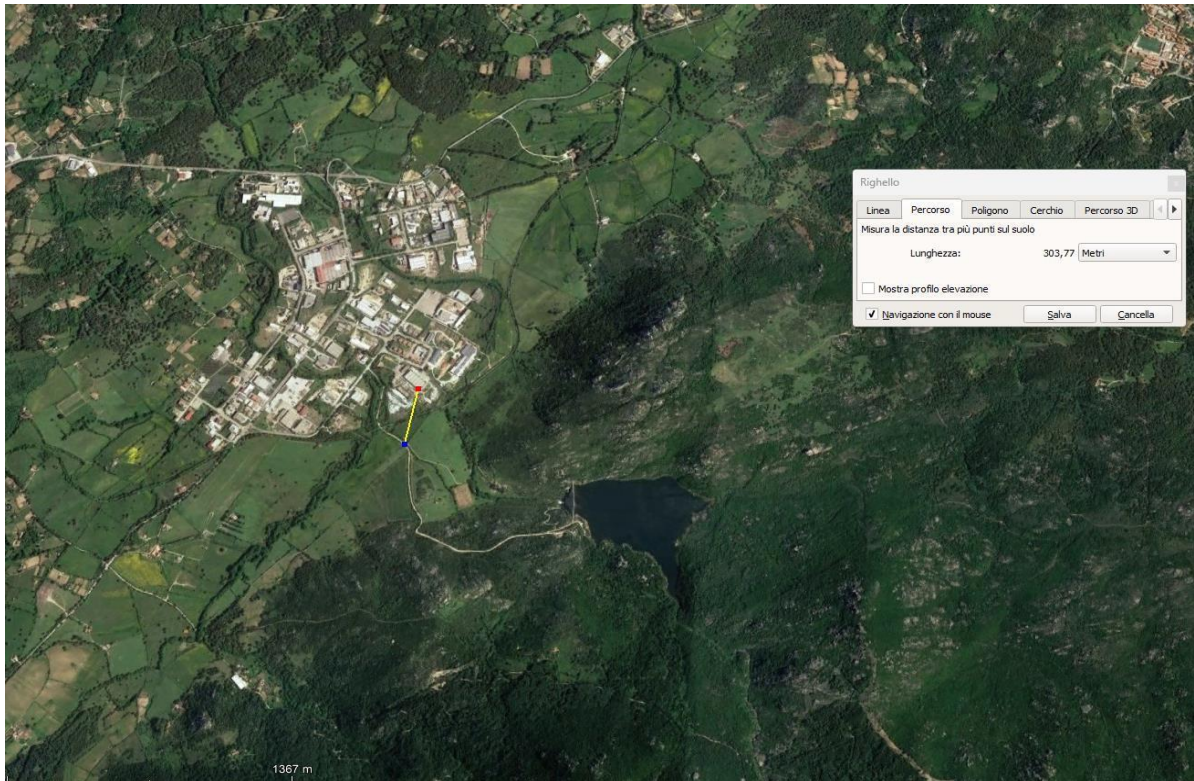 Righello
Linea Percorso Poligono Cerchio Percorso 3D
Misura la distanza tra più punti sul suolo
Lunghezza: 303,77 Metri
Mostra profilo elevazione
Navigazione con il mouse Salva Cancella
1367 m